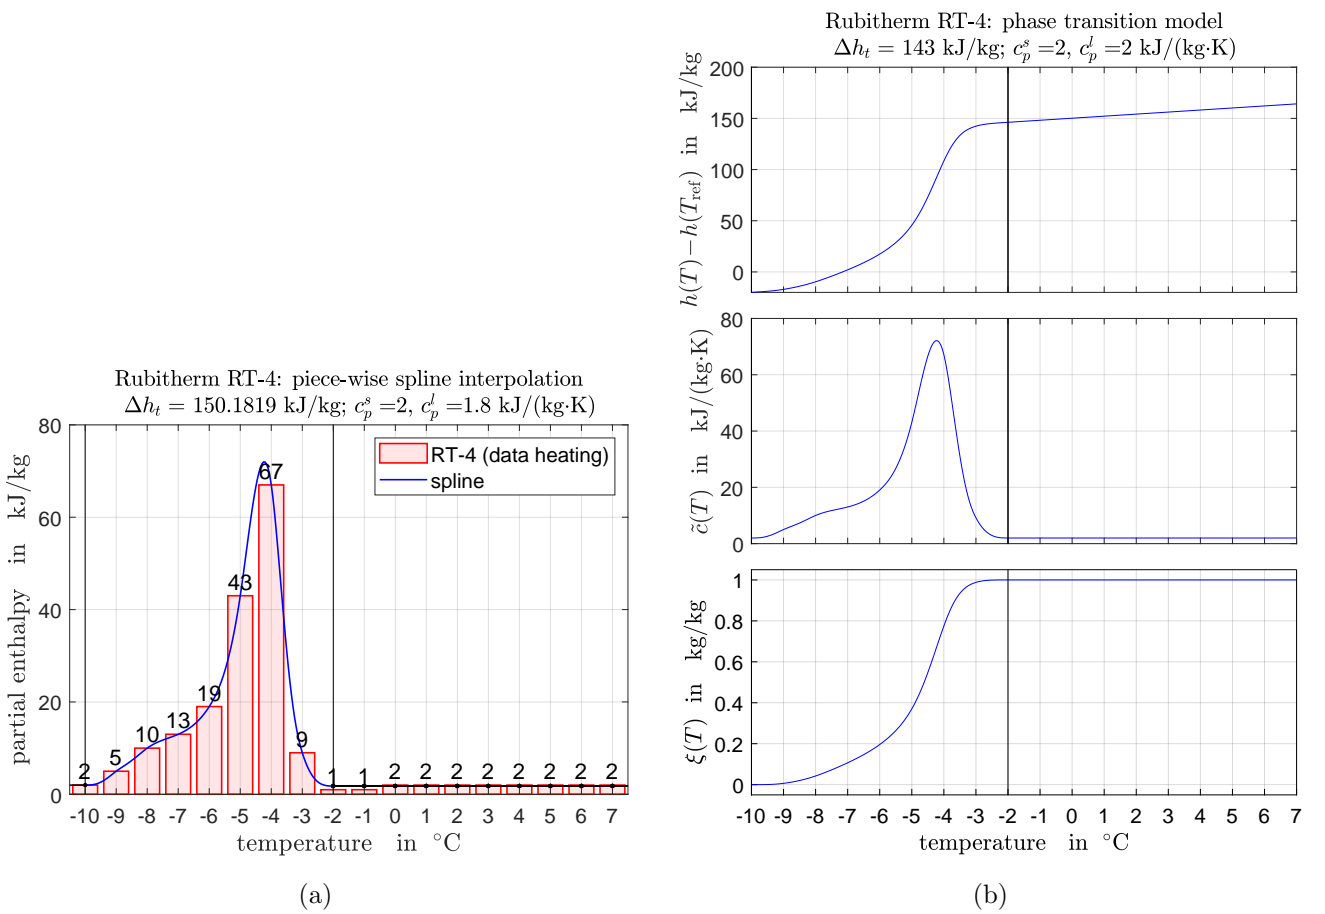 Rubitherm RT-4: piece-wise spline interpolation
Δhₜ = 150.1819 kJ/kg; cₚˢ =2, cₚˡ =1.8 kJ/(kg·K)
partial enthalpy in kJ/kg
80
60
40
20
0
RT-4 (data heating)
spline
2 5 10 13 19 43 67 9 1 1 2 2 2 2 2 2 2 2
-10 -9 -8 -7 -6 -5 -4 -3 -2 -1 0 1 2 3 4 5 6 7
temperature in °C
(a)
Rubitherm RT-4: phase transition model
Δhₜ = 143 kJ/kg; cₚˢ =2, cₚˡ =2 kJ/(kg·K)
h(T)−h(T_ref) in kJ/kg
200
150
100
50
0
c̃(T) in kJ/(kg·K)
80
60
40
20
0
ξ(T) in kg/kg
1
0.8
0.6
0.4
0.2
0
-10 -9 -8 -7 -6 -5 -4 -3 -2 -1 0 1 2 3 4 5 6 7
temperature in °C
(b)